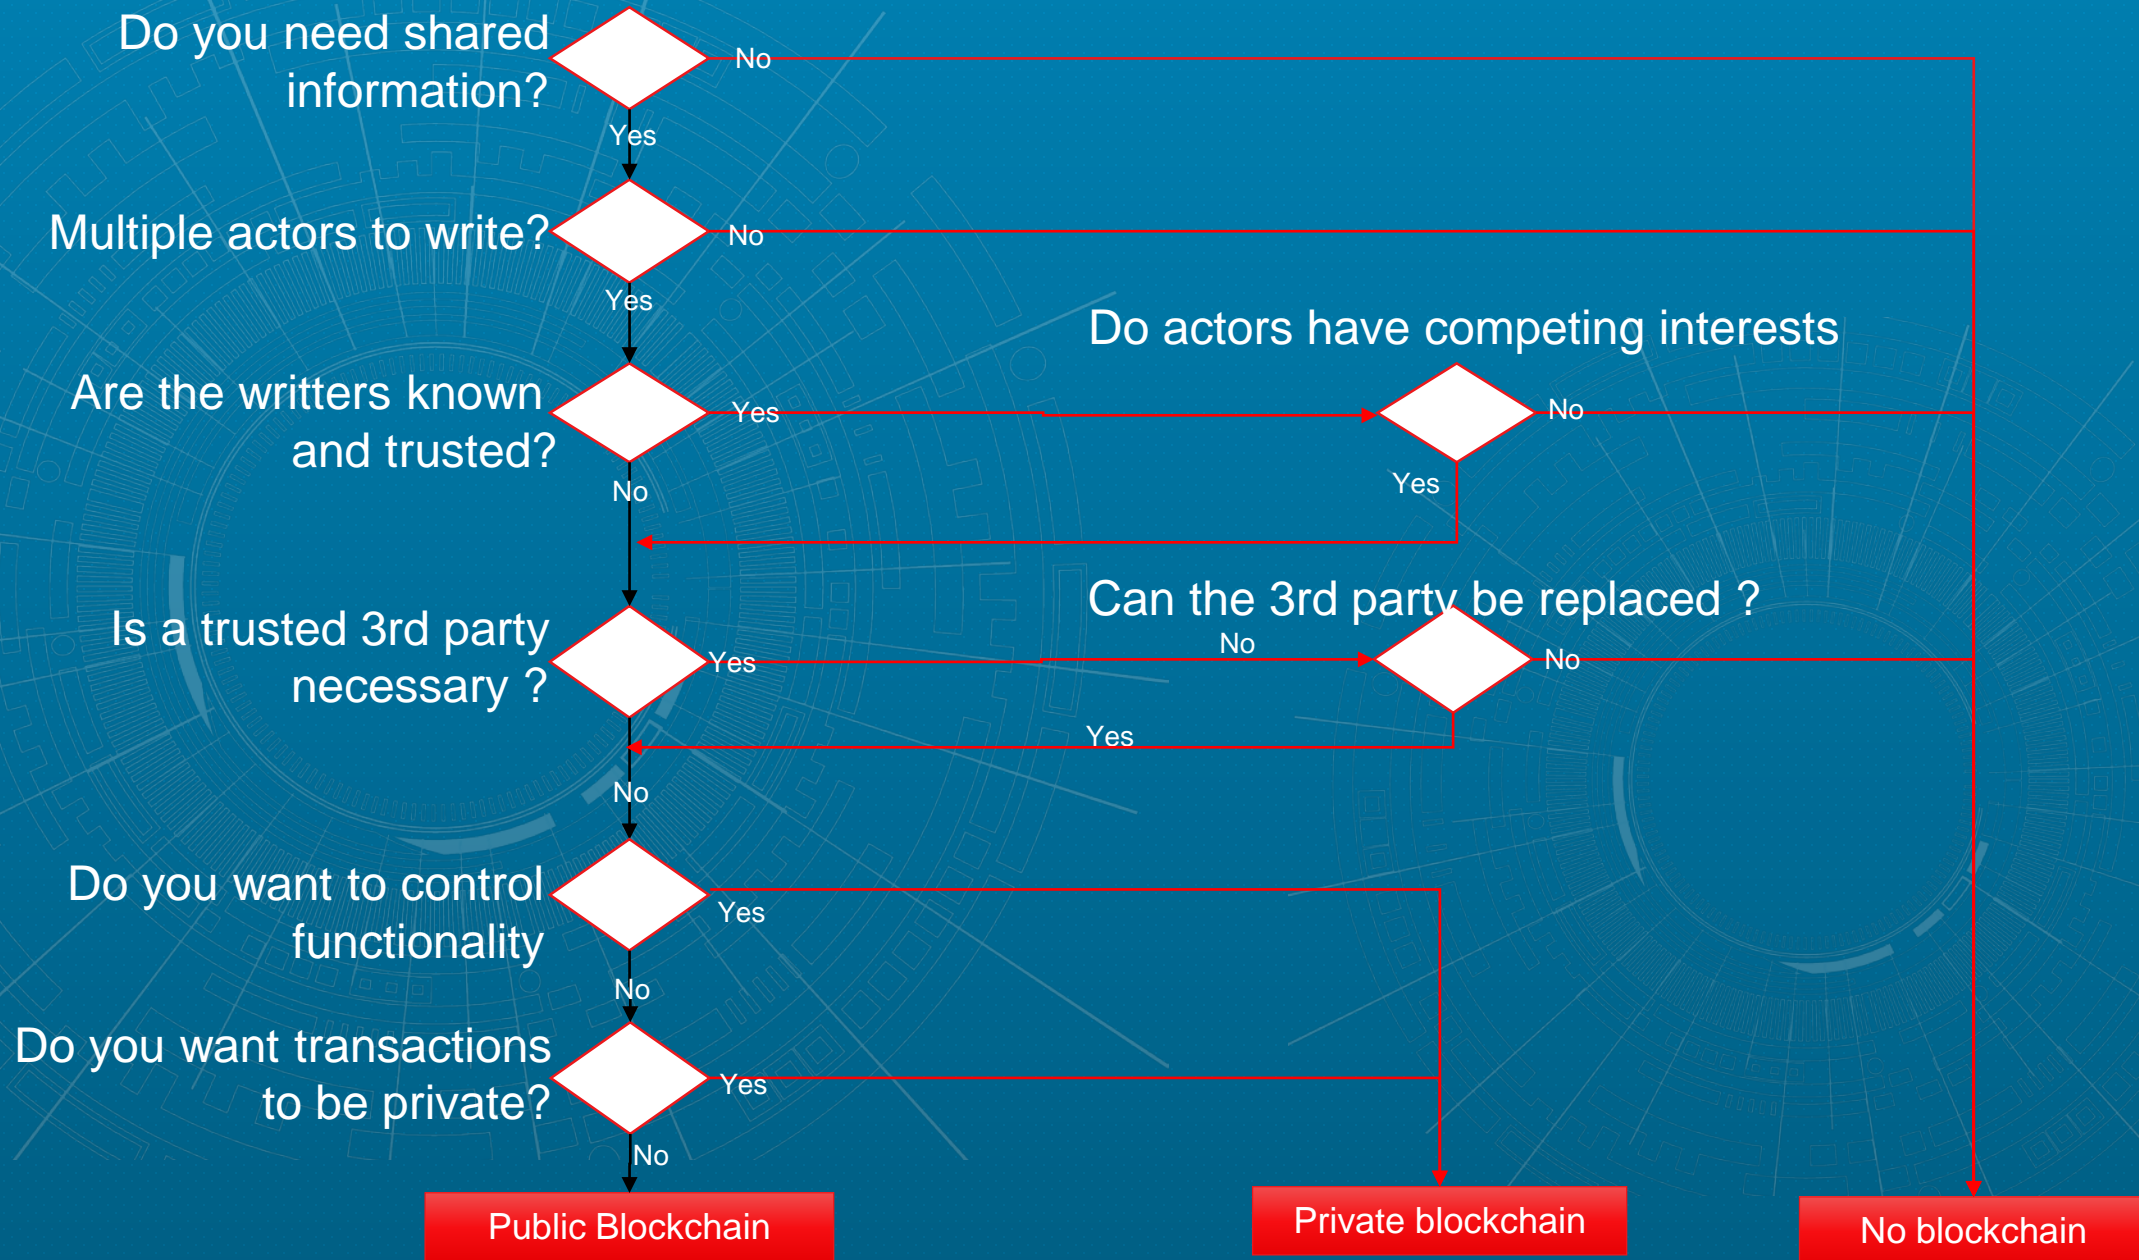 Do you need shared
information?
No
Yes
Multiple actors to write?
No
Yes
Do actors have competing interests
Are the writters known
and trusted?
Yes
No
No
Yes
Can the 3rd party be replaced ?
Is a trusted 3rd party
necessary ?
Yes
No
No
Yes
No
Do you want to control
functionality
Yes
No
Do you want transactions
to be private?
Yes
No
Public Blockchain
Private blockchain
No blockchain